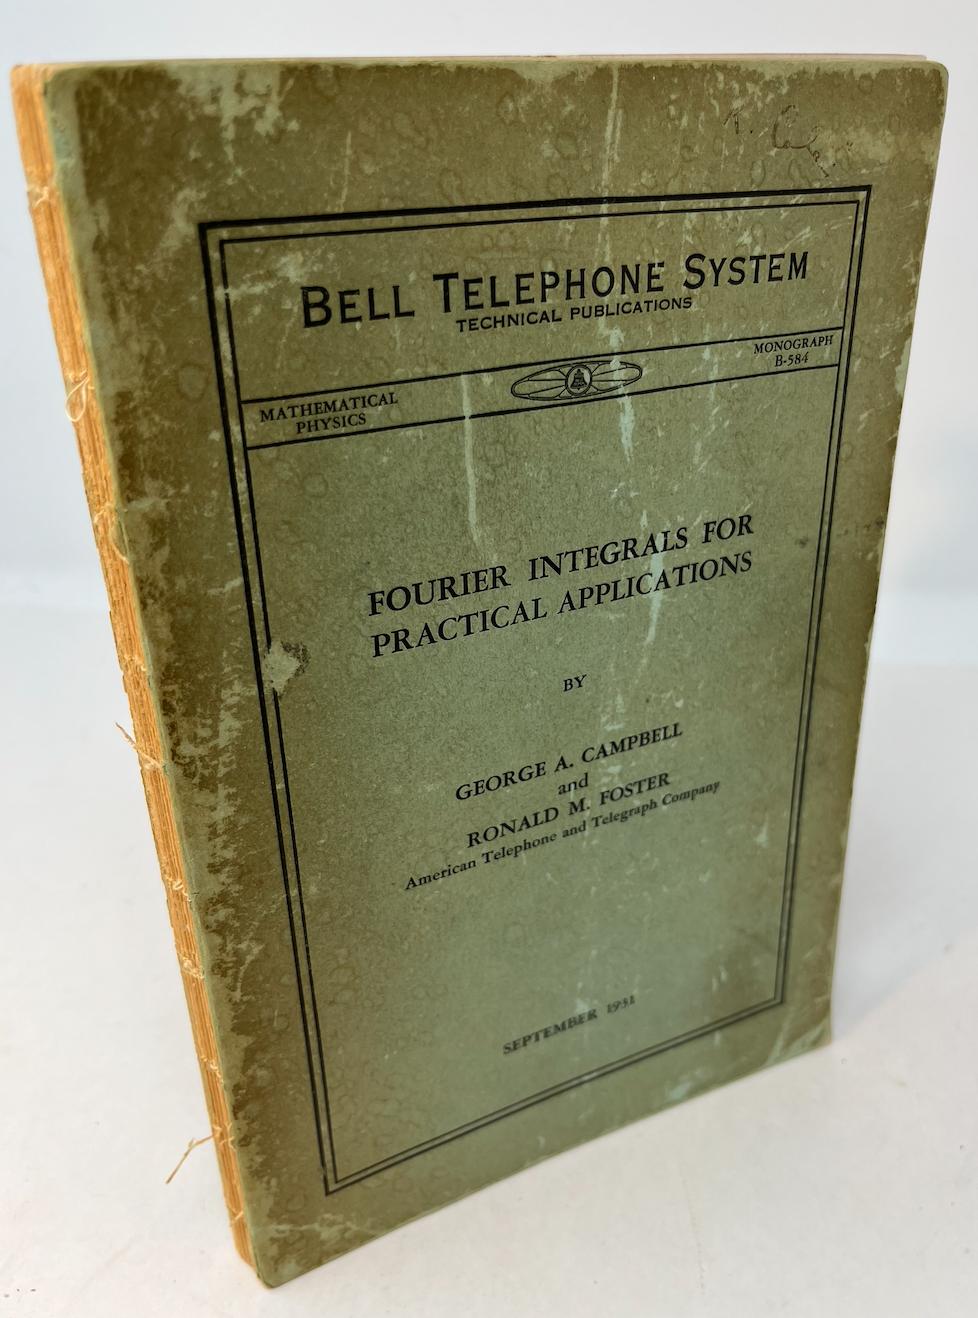 BELL TELEPHONE SYSTEM
TECHNICAL PUBLICATIONS
MONOGRAPH
B-584
MATHEMATICAL
PHYSICS
FOURIER INTEGRALS FOR
PRACTICAL APPLICATIONS
BY
GEORGE A. CAMPBELL
and
RONALD M. FOSTER
American Telephone and Telegraph Company
SEPTEMBER 1931